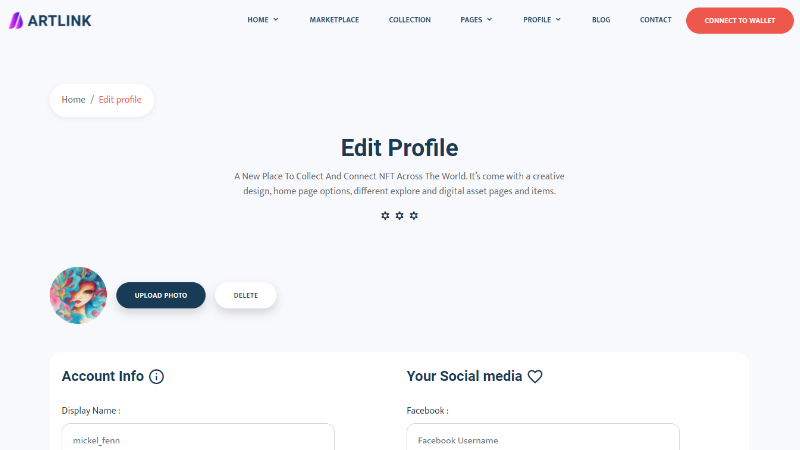 ARTLINK
HOME
MARKETPLACE
COLLECTION
PAGES
PROFILE
BLOG
CONTACT
CONNECT TO WALLET
Home / Edit profile
Edit Profile
A New Place To Collect And Connect NFT Across The World. It's come with a creative
design, home page options, different explore and digital asset pages and items.
UPLOAD PHOTO
DELETE
Account Info
Display Name :
mickel_fenn
Your Social media
Facebook :
Facebook Username